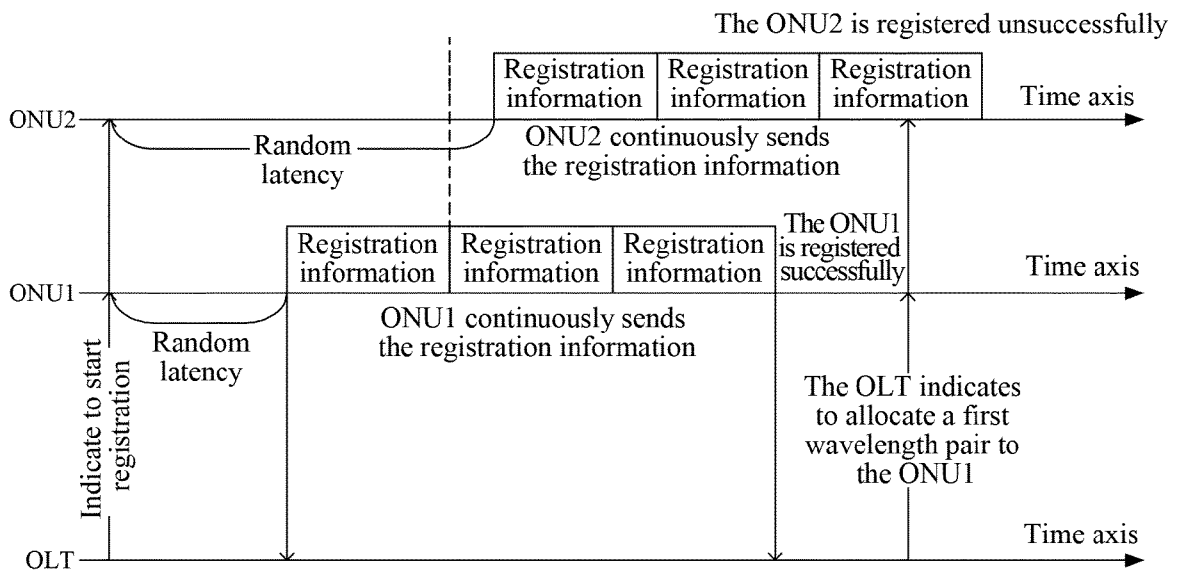 The ONU2 is registered unsuccessfully
Registration
information
Registration
information
Registration
information
Time axis
ONU2
Random
latency
ONU2 continuously sends
the registration information
Registration
information
Registration
information
Registration
information
The ONU1
is registered
successfully
Time axis
ONU1
Random
latency
ONU1 continuously sends
the registration information
Indicate to start
registration
The OLT indicates
to allocate a first
wavelength pair to
the ONU1
Time axis
OLT